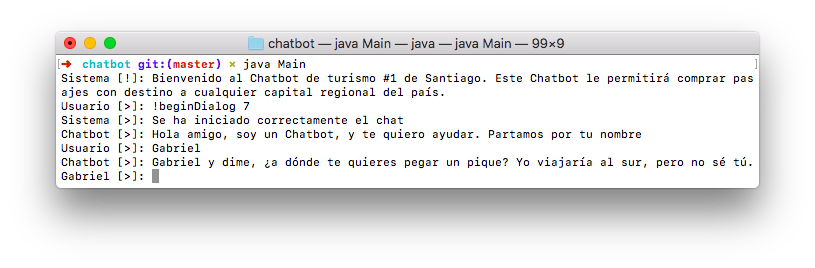 chatbot — java Main — java — java Main — 99×9
[➜ chatbot git:(master) × java Main ]
Sistema [!]: Bienvenido al Chatbot de turismo #1 de Santiago. Este Chatbot le permitirá comprar pas
ajes con destino a cualquier capital regional del país.
Usuario [>]: !beginDialog 7
Sistema [>]: Se ha iniciado correctamente el chat
Chatbot [>]: Hola amigo, soy un Chatbot, y te quiero ayudar. Partamos por tu nombre
Usuario [>]: Gabriel
Chatbot [>]: Gabriel y dime, ¿a dónde te quieres pegar un pique? Yo viajaría al sur, pero no sé tú.
Gabriel [>]: